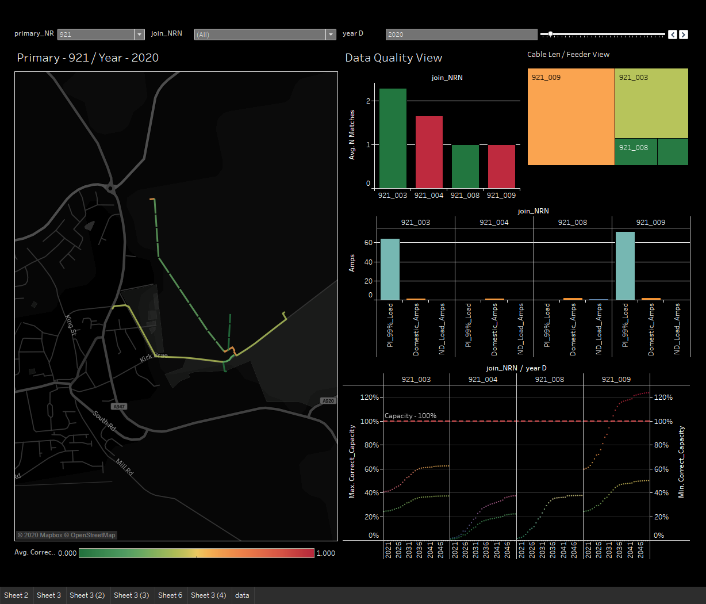 primary_NR
921
join_NRN
(All)
year D
2020
Primary - 921 / Year - 2020
Data Quality View
Cable Len / Feeder View
join_NRN
Avg. N Matches
2
1
0
921_003
921_004
921_008
921_009
921_009
921_003
921_008
join_NRN
921_003
921_004
921_008
921_009
Amps
60
40
20
0
PI_99%_Load
Domestic_Amps
ND_Load_Amps
PI_99%_Load
Domestic_Amps
ND_Load_Amps
PI_99%_Load
Domestic_Amps
ND_Load_Amps
PI_99%_Load
Domestic_Amps
ND_Load_Amps
King St
Kirk Brae
South Rd
Mill Rd
© 2020 Mapbox © OpenStreetMap
Avg. Correc..
0.000
1.000
join_NRN / year D
921_003
921_004
921_008
921_009
Max. Correct_Capacity
120%
100%
80%
60%
40%
20%
0%
Capacity - 100%
120%
100%
80%
60%
40%
20%
0%
Min. Correct_Capacity
2021
2026
2031
2036
2041
2046
2021
2026
2031
2036
2041
2046
2021
2026
2031
2036
2041
2046
2021
2026
2031
2036
2041
2046
Sheet 2
Sheet 3
Sheet 3 (2)
Sheet 3 (3)
Sheet 6
Sheet 3 (4)
data